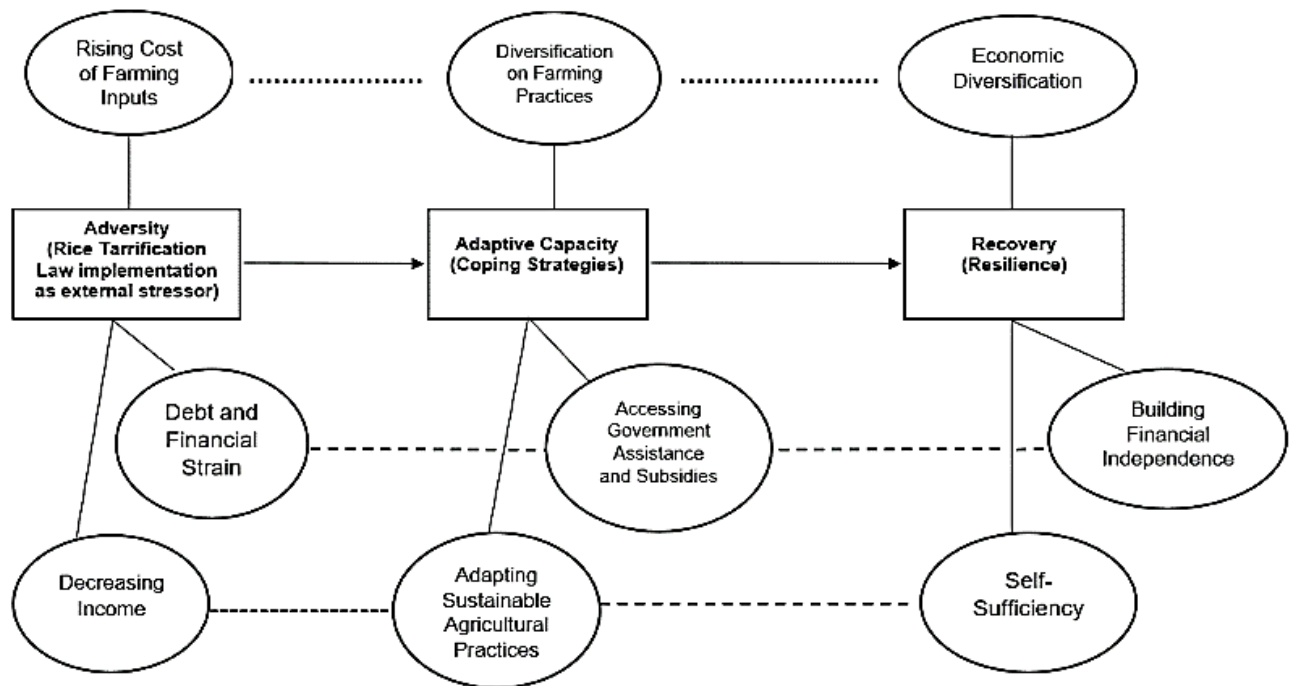 Rising Cost
of Farming
Inputs
Diversification
on Farming
Practices
Economic
Diversification
Adversity
(Rice Tarrification
Law implementation
as external stressor)
Adaptive Capacity
(Coping Strategies)
Recovery
(Resilience)
Debt and
Financial
Strain
Accessing
Government
Assistance
and Subsidies
Building
Financial
Independence
Decreasing
Income
Adapting
Sustainable
Agricultural
Practices
Self-
Sufficiency